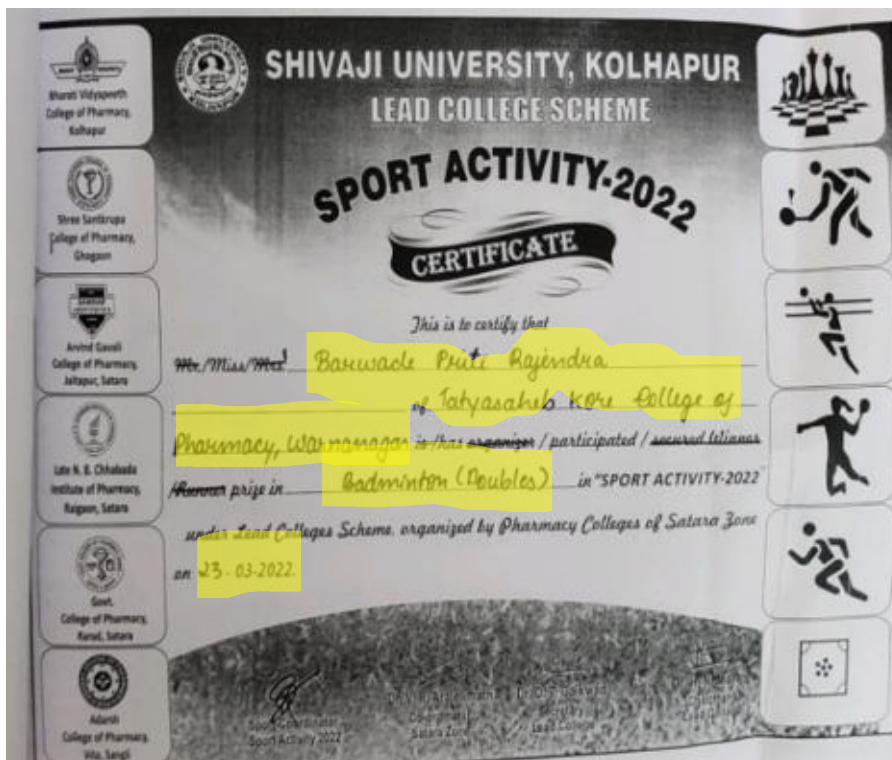 Bharati Vidyapeeth
College of Pharmacy,
Kolhapur
Shree Santkrupa
College of Pharmacy,
Ghogaon
Arvind Gavali
College of Pharmacy,
Jaitapur, Satara
Late N. B. Chhabada
Institute of Pharmacy,
Raigaon, Satara
Govt.
College of Pharmacy,
Karad, Satara
Adarsh
College of Pharmacy,
Vita, Sangli
SHIVAJI UNIVERSITY, KOLHAPUR
LEAD COLLEGE SCHEME
SPORT ACTIVITY-2022
CERTIFICATE
This is to certify that
Mr./Miss/Mrs. Barwade Priti Rajendra
of Tatyasaheb Kore College of
Pharmacy, Warnanagar is /has organizer / participated / secured Winner
/Runner prize in Badminton (Doubles) in "SPORT ACTIVITY-2022"
under Lead Colleges Scheme, organized by Pharmacy Colleges of Satara Zone
on 23-03-2022.
Sport Coordinator
Sport Activity 2022
Coordinator
Satara Zone
Secretary
Lead College